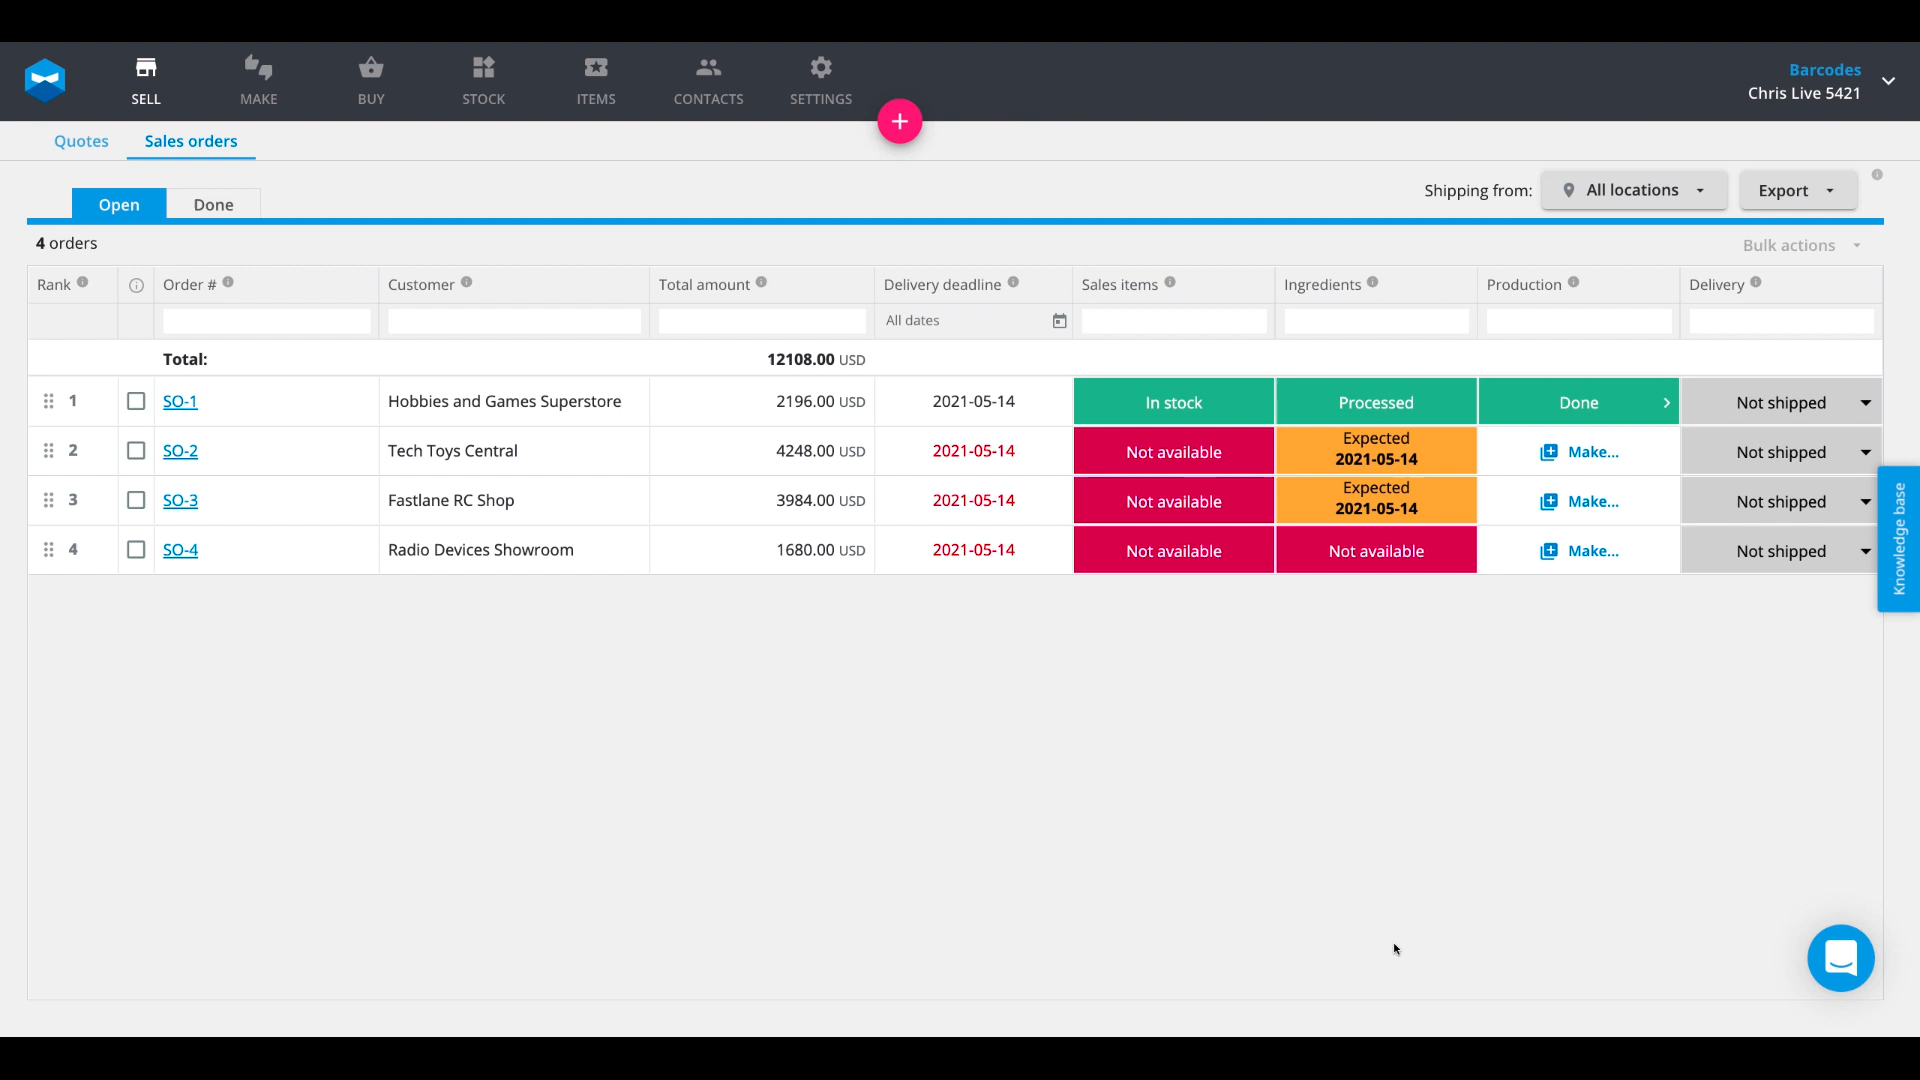 SELL MAKE BUY STOCK ITEMS CONTACTS SETTINGS
Barcodes
Chris Live 5421
Quotes Sales orders
Open Done
Shipping from: All locations Export
4 orders
Bulk actions
Rank Order # Customer Total amount Delivery deadline Sales items Ingredients Production Delivery
All dates
Total: 12108.00 USD
1 SO-1 Hobbies and Games Superstore 2196.00 USD 2021-05-14 In stock Processed Done Not shipped
2 SO-2 Tech Toys Central 4248.00 USD 2021-05-14 Not available Expected 2021-05-14 Make... Not shipped
3 SO-3 Fastlane RC Shop 3984.00 USD 2021-05-14 Not available Expected 2021-05-14 Make... Not shipped
4 SO-4 Radio Devices Showroom 1680.00 USD 2021-05-14 Not available Not available Make... Not shipped
Knowledge base